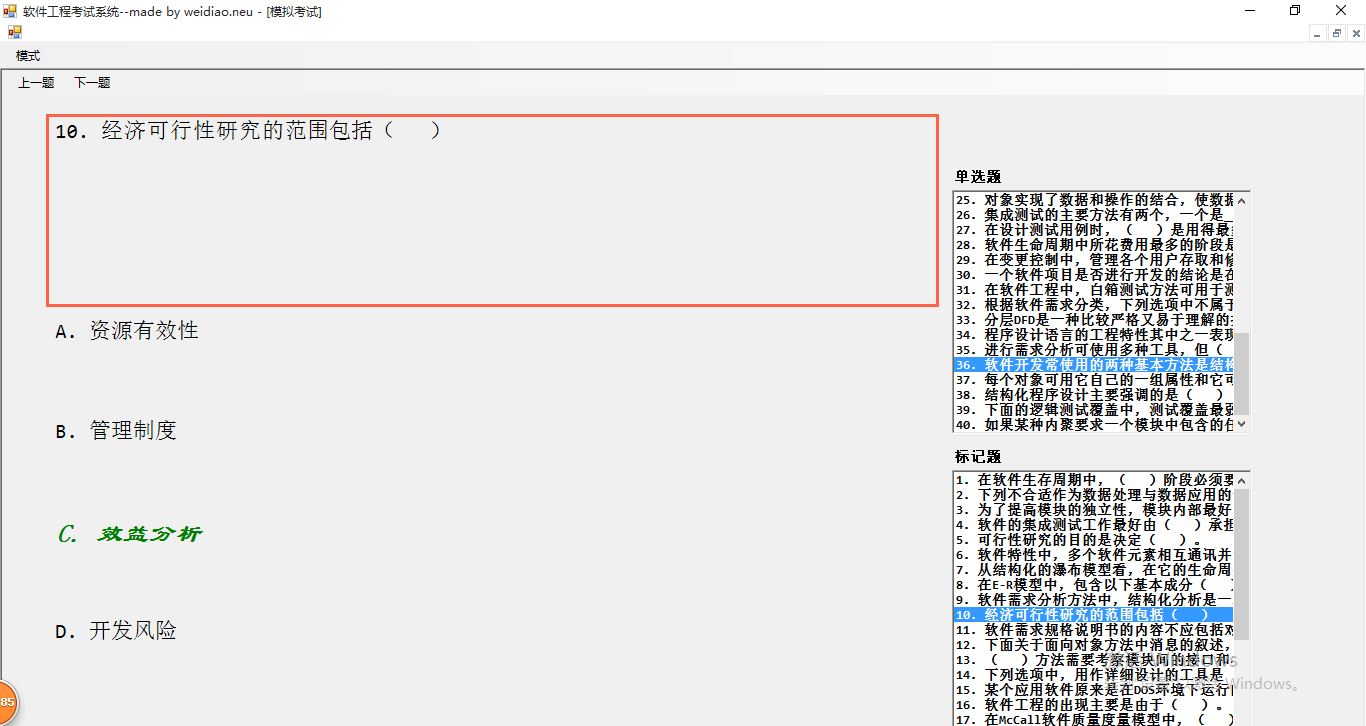 软件工程考试系统--made by weidiao.neu - [模拟考试]
模式
上一题 下一题
10. 经济可行性研究的范围包括（ ）
A. 资源有效性
B. 管理制度
C. 效益分析
D. 开发风险
单选题
25. 对象实现了数据和操作的结合，使数据
26. 集成测试的主要方法有两个，一个是_
27. 在设计测试用例时，（ ）是用得最
28. 软件生命周期中所花费用最多的阶段是
29. 在变更控制中，管理各个用户存取和修
30. 一个软件项目是否进行开发的结论是在
31. 在软件工程中，白箱测试方法可用于测
32. 根据软件需求分类，下列选项中不属于
33. 分层DFD是一种比较严格又易于理解的
34. 程序设计语言的工程特性其中之一表现
35. 进行需求分析可使用多种工具，但（
36. 软件开发常使用的两种基本方法是结构
37. 每个对象可用它自己的一组属性和它可
38. 结构化程序设计主要强调的是（ ）
39. 下面的逻辑测试覆盖中，测试覆盖最弱
40. 如果某种内聚要求一个模块中包含的任
标记题
1. 在软件生存周期中，（ ）阶段必须要
2. 下列不合适作为数据处理与数据应用的
3. 为了提高模块的独立性，模块内部最好
4. 软件的集成测试工作最好由（ ）承担
5. 可行性研究的目的是决定（ ）。
6. 软件特性中，多个软件元素相互通讯并
7. 从结构化的瀑布模型看，在它的生命周
8. 在E-R模型中，包含以下基本成分（
9. 软件需求分析方法中，结构化分析是一
10. 经济可行性研究的范围包括（ ）
11. 软件需求规格说明书的内容不应包括对
12. 下面关于面向对象方法中消息的叙述，
13. （ ）方法需要考察模块间的接口和
14. 下列选项中，用作详细设计的工具是
15. 某个应用软件原来是在DOS环境下运行
16. 软件工程的出现主要是由于（ ）。
17. 在McCall软件质量度量模型中，（ ）
85
Windows
Windows。